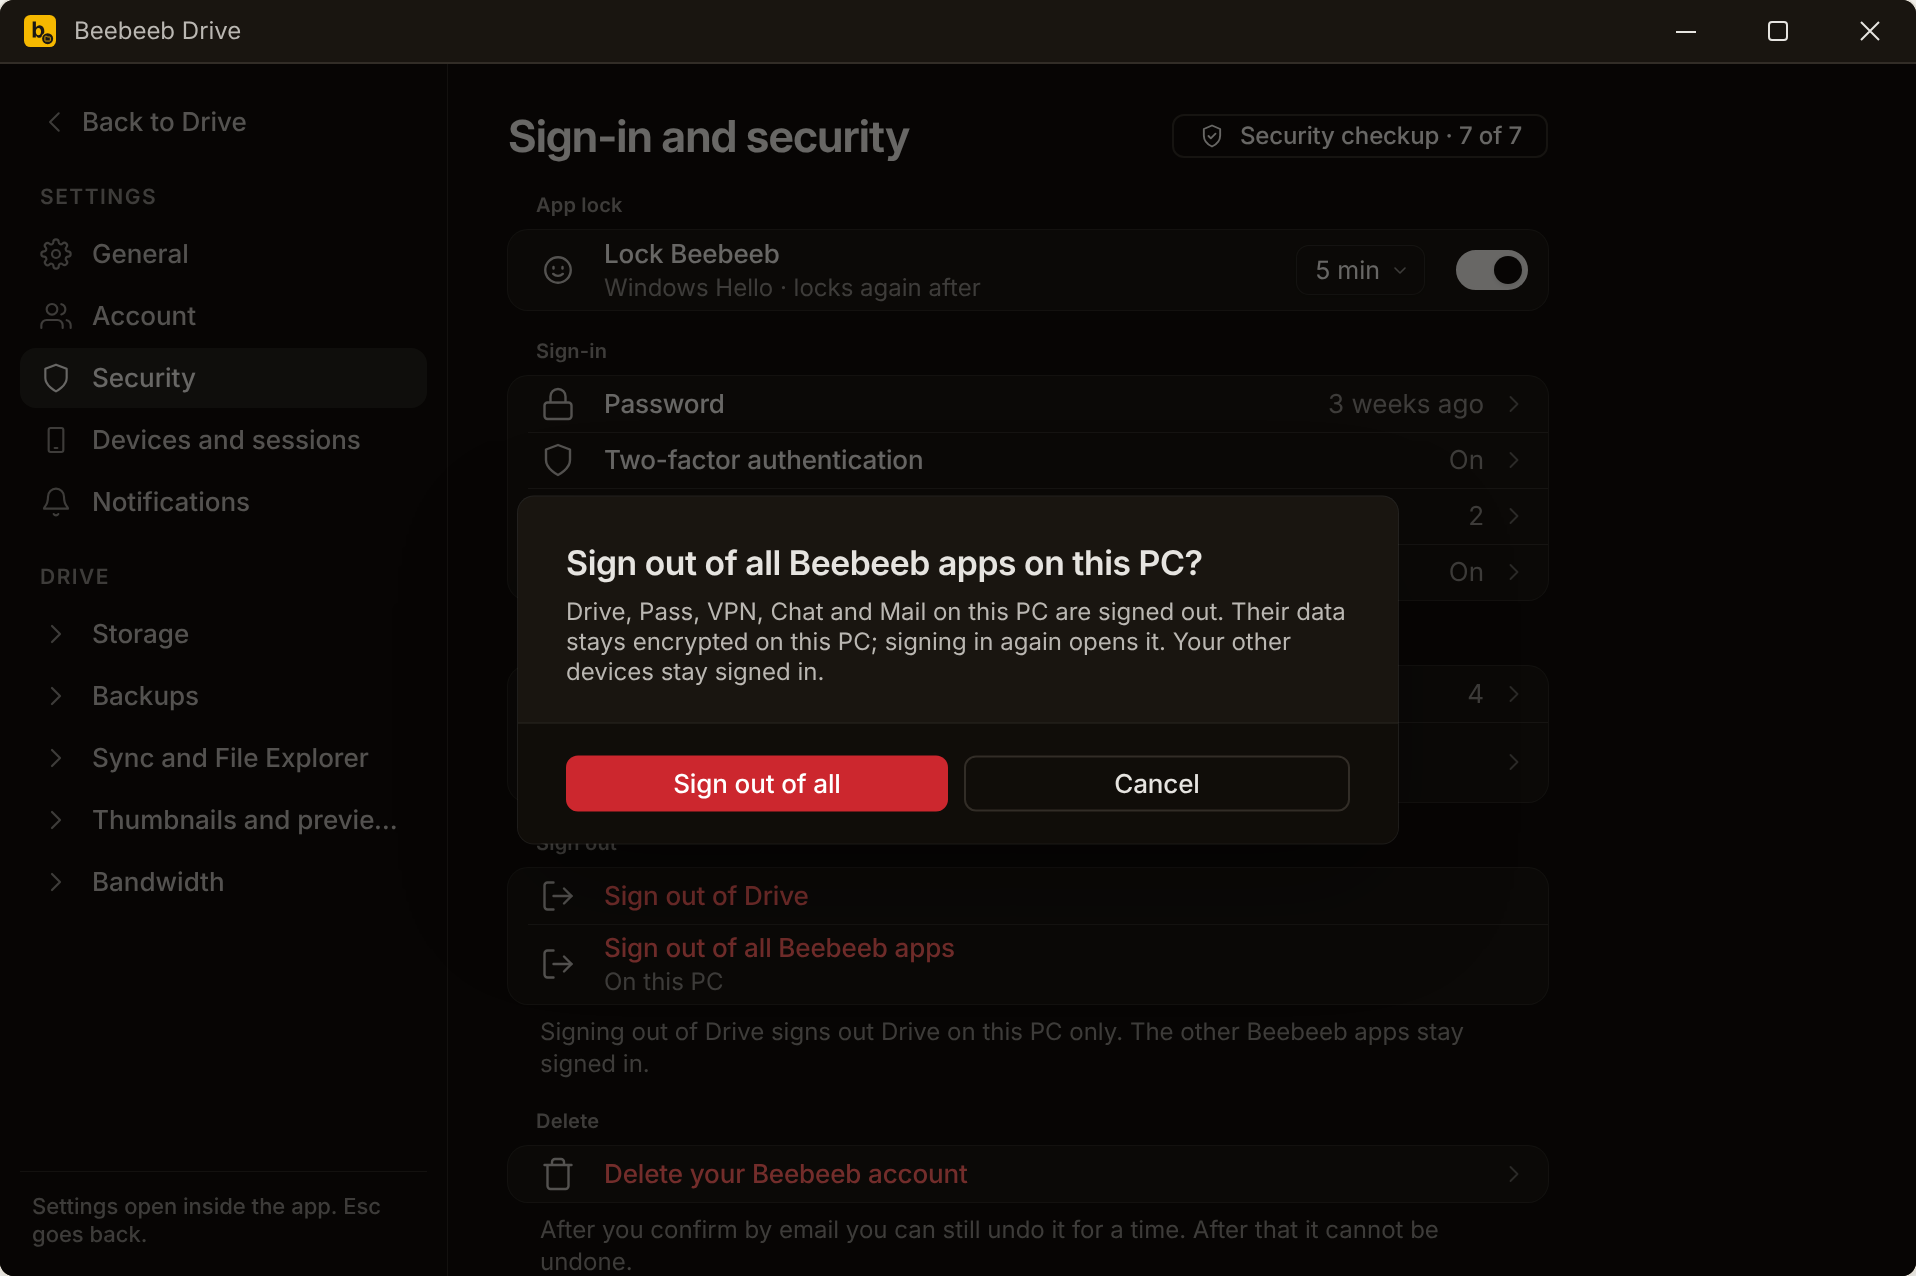 Beebeeb Drive
Back to Drive
SETTINGS
General
Account
Security
Devices and sessions
Notifications
DRIVE
Storage
Backups
Sync and File Explorer
Thumbnails and previe...
Bandwidth
Settings open inside the app. Esc
goes back.
Sign-in and security
Security checkup · 7 of 7
App lock
Lock Beebeeb
Windows Hello · locks again after
5 min
Sign-in
Password
3 weeks ago
Two-factor authentication
On
2
On
4
Sign out of all Beebeeb apps on this PC?
Drive, Pass, VPN, Chat and Mail on this PC are signed out. Their data
stays encrypted on this PC; signing in again opens it. Your other
devices stay signed in.
Sign out of all
Cancel
Sign out
Sign out of Drive
Sign out of all Beebeeb apps
On this PC
Signing out of Drive signs out Drive on this PC only. The other Beebeeb apps stay
signed in.
Delete
Delete your Beebeeb account
After you confirm by email you can still undo it for a time. After that it cannot be
undone.